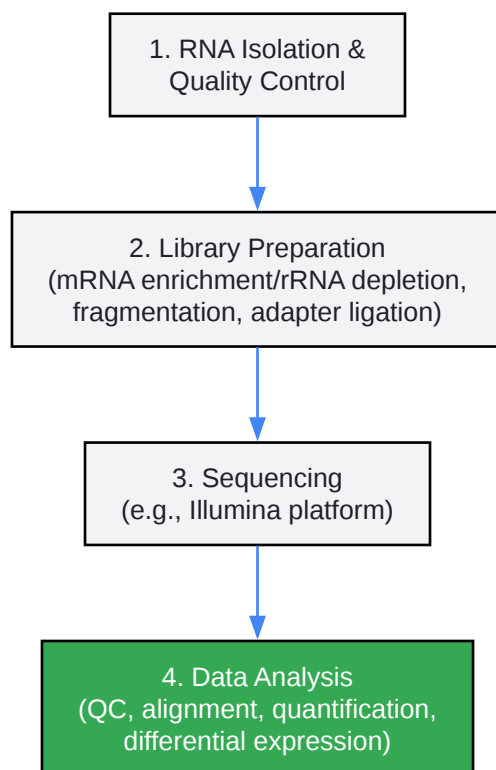 1. RNA Isolation &
Quality Control
2. Library Preparation
(mRNA enrichment/rRNA depletion,
fragmentation, adapter ligation)
3. Sequencing
(e.g., Illumina platform)
4. Data Analysis
(QC, alignment, quantification,
differential expression)